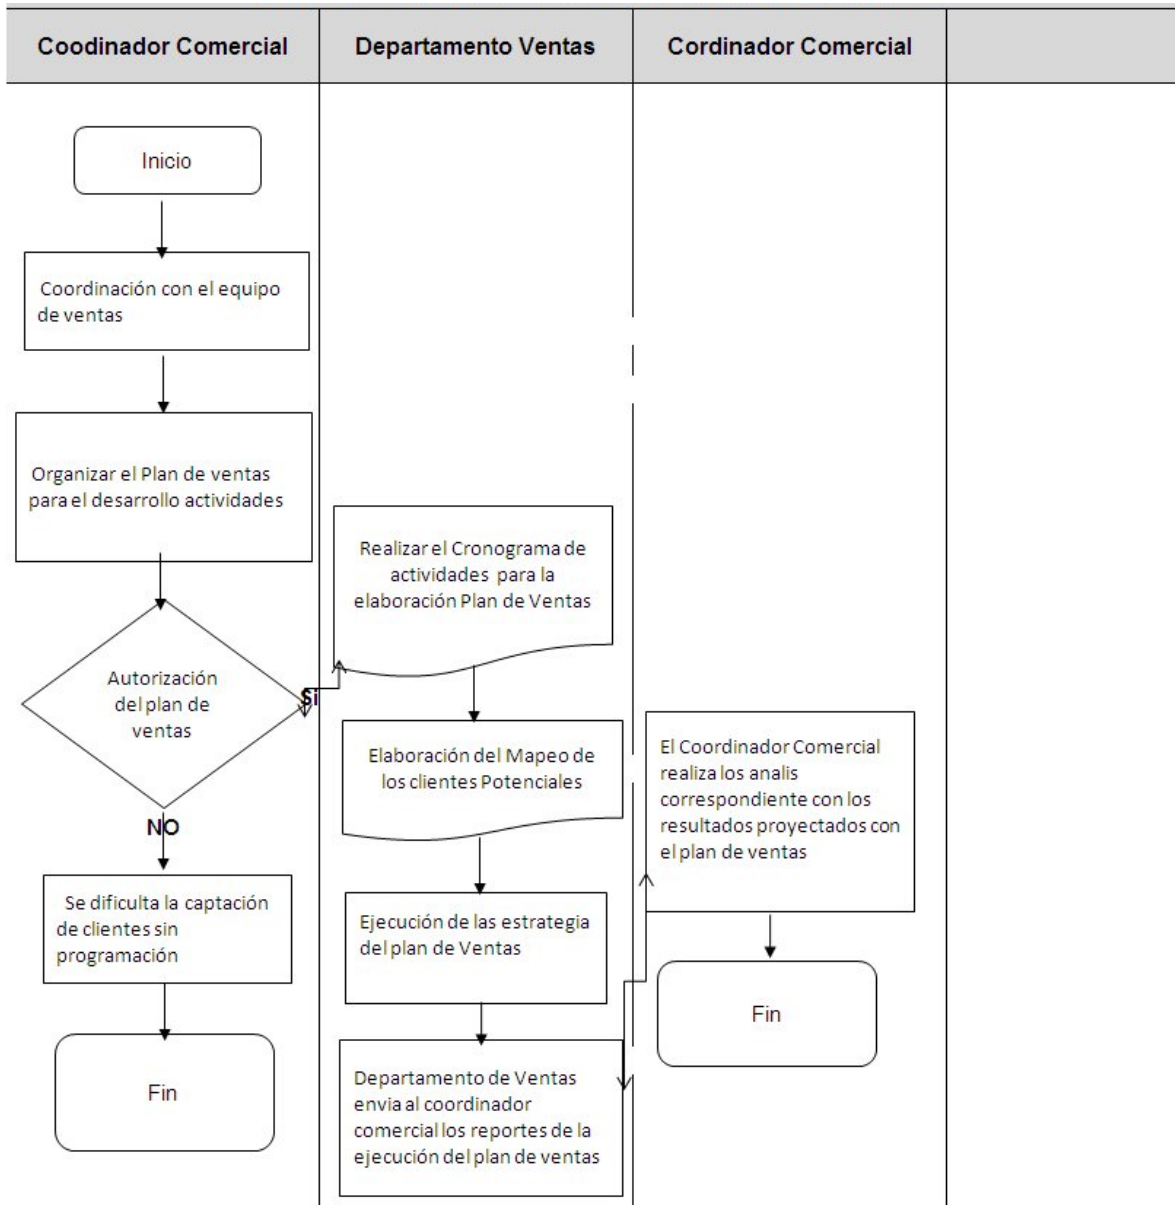 Coodinador Comercial
Departamento Ventas
Cordinador Comercial
Inicio
Coordinación con el equipo
de ventas
Organizar el Plan de ventas
para el desarrollo actividades
Autorización
del plan de
ventas
Si
NO
Se dificulta la captación
de clientes sin
programación
Fin
Realizar el Cronograma de
actividades para la
elaboración Plan de Ventas
Elaboración del Mapeo de
los clientes Potenciales
Ejecución de las estrategia
del plan de Ventas
Departamento de Ventas
envia al coordinador
comercial los reportes de la
ejecución del plan de ventas
El Coordinador Comercial
realiza los analis
correspondiente con los
resultados proyectados con
el plan de ventas
Fin